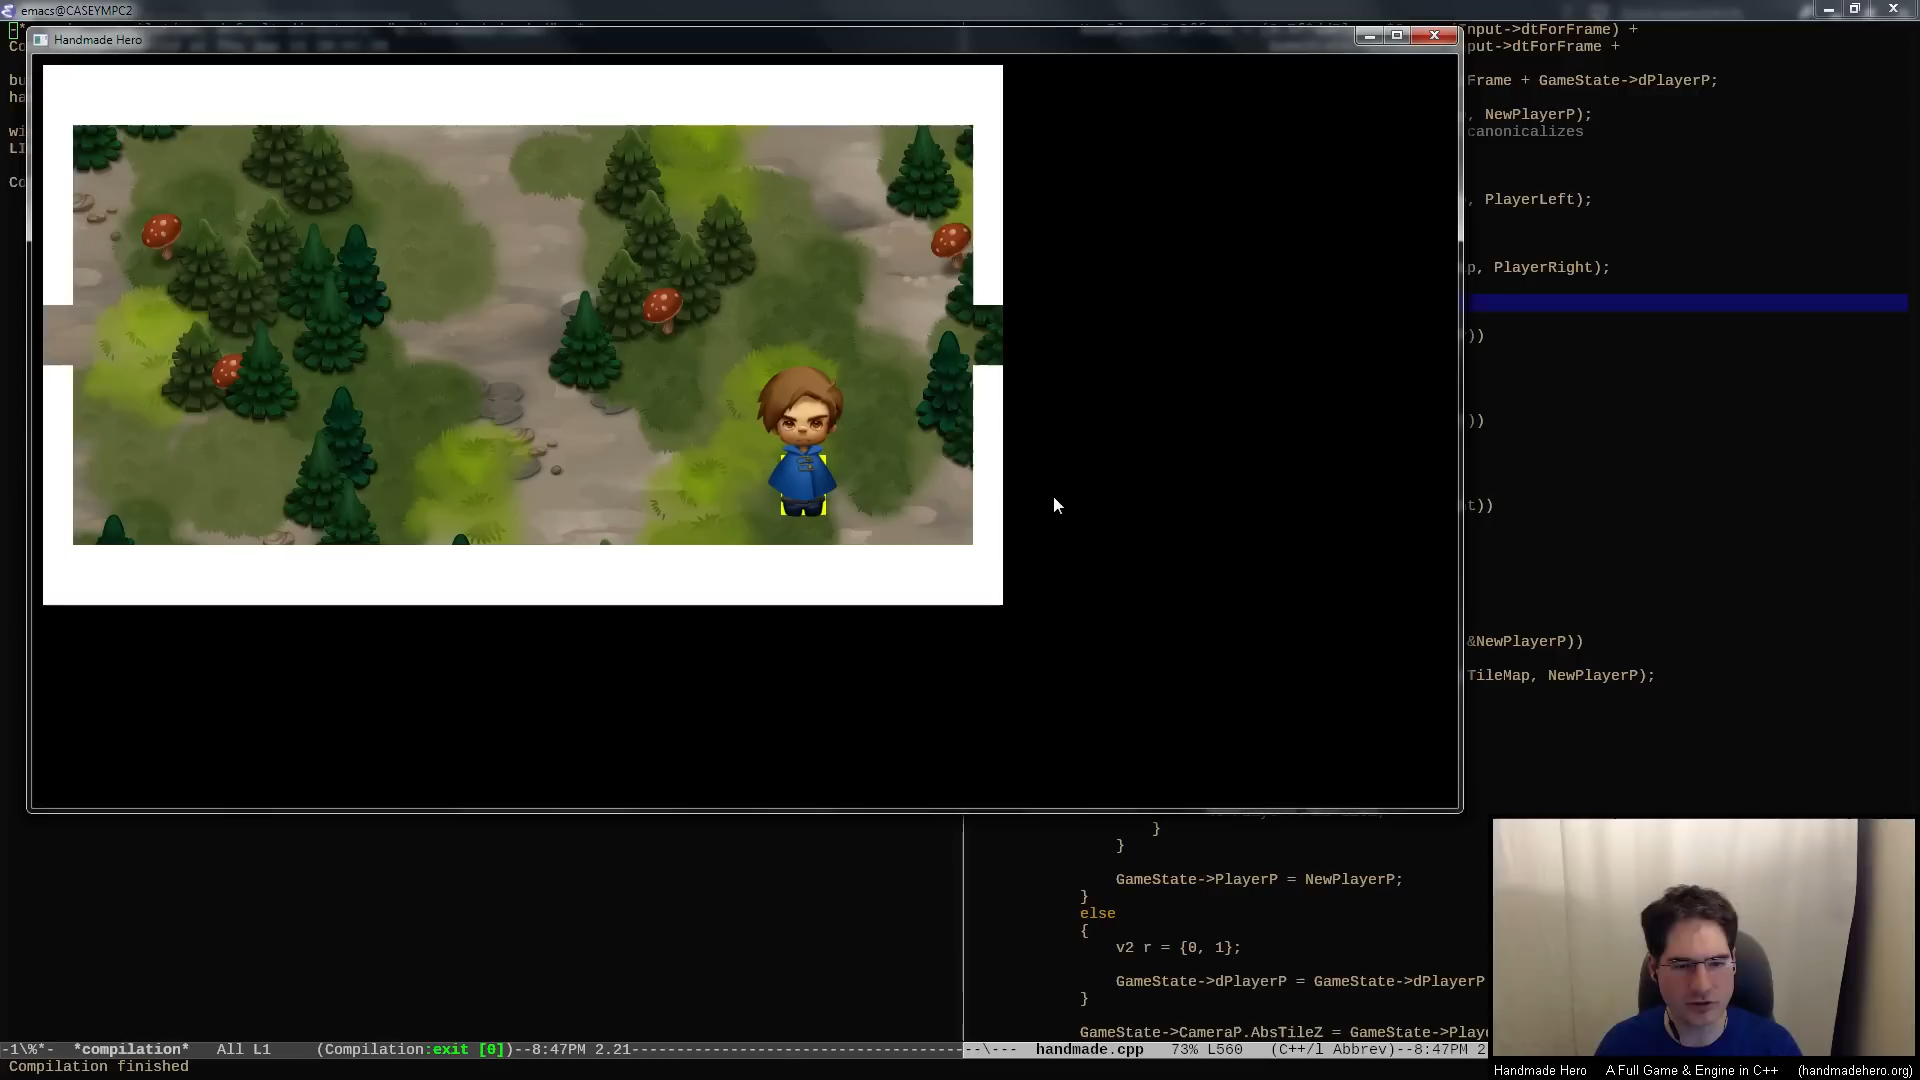 emacs@CASEYMPC2
Handmade Hero
nput->dtForFrame) +
put->dtForFrame +
Frame + GameState->dPlayerP;
, NewPlayerP);
canonicalizes
, PlayerLeft);
p, PlayerRight);
))
))
t))
&NewPlayerP))
TileMap, NewPlayerP);
}
}
GameState->PlayerP = NewPlayerP;
}
else
{
v2 r = {0, 1};
GameState->dPlayerP = GameState->dPlayerP
}
GameState->CameraP.AbsTileZ = GameState->Playe
-1\%*-  *compilation*   All L1     (Compilation:exit [0])--8:47PM 2.21
--\---  handmade.cpp   73% L560   (C++/l Abbrev)--8:47PM 2
Compilation finished
Handmade Hero   A Full Game & Engine in C++   (handmadehero.org)